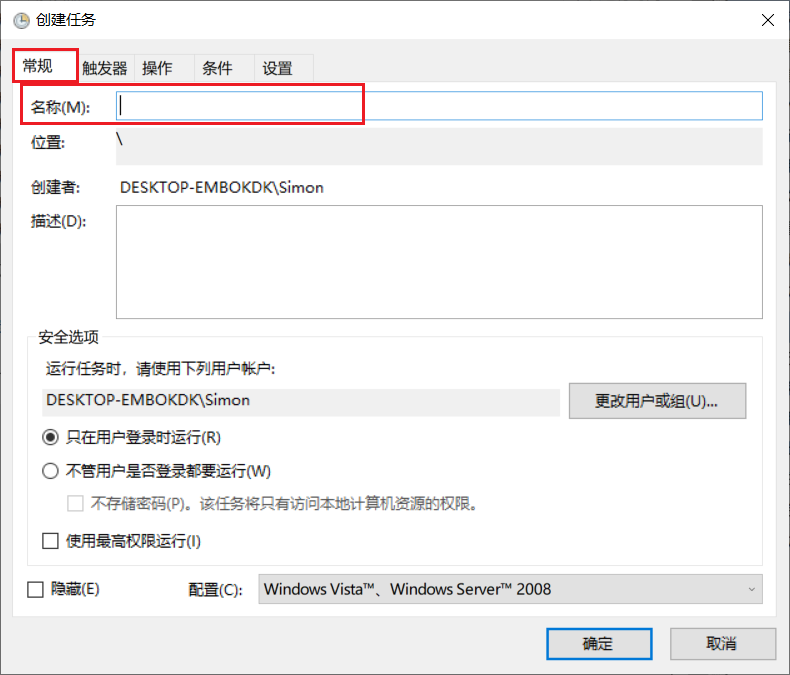 创建任务
常规 触发器 操作 条件 设置
名称(M):
位置: \
创建者: DESKTOP-EMBOKDK\Simon
描述(D):
安全选项
运行任务时，请使用下列用户帐户:
DESKTOP-EMBOKDK\Simon 更改用户或组(U)...
只在用户登录时运行(R)
不管用户是否登录都要运行(W)
不存储密码(P)。该任务将只有访问本地计算机资源的权限。
使用最高权限运行(I)
隐藏(E) 配置(C): Windows Vista™、Windows Server™ 2008
确定 取消